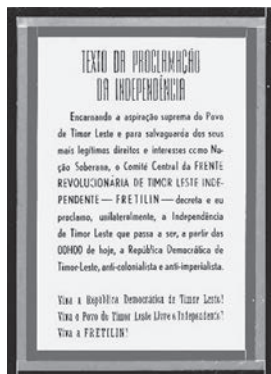 TEXTO DA PROCLAMAÇÃO
DA INDEPENDÊNCIA
Encarnando a aspiração suprema do Povo
de Timor Leste e para salvaguarda dos seus
mais legítimos direitos e interesses como Na-
ção Soberana, o Comité Central da FRENTE
REVOLUCIONÁRIA DE TIMOR LESTE INDE-
PENDENTE — FRETILIN — decreta e eu
proclamo, unilateralmente, a Independência
de Timor Leste que passa a ser, a partir das
00H00 de hoje, a República Democrática de
Timor-Leste, anti-colonialista e anti-imperialista.
Viva a República Democrática de Timor Leste!
Viva o Povo de Timor Leste Livre e Independente!
Viva a FRETILIN!